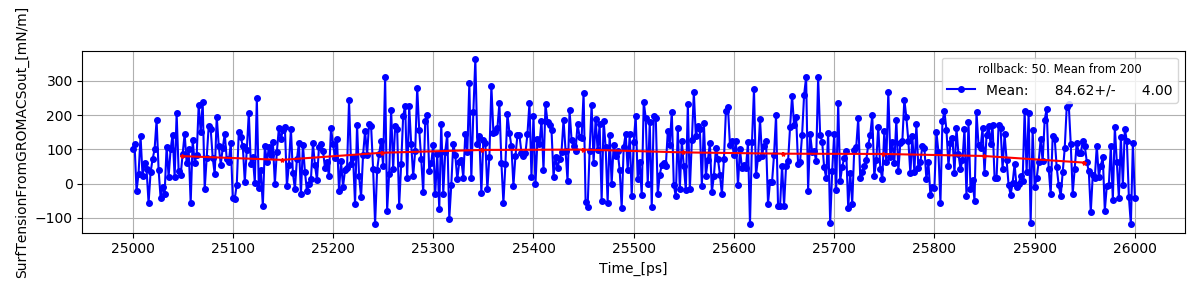 SurfTensionFromGROMACSout_[mN/m]
300
200
100
0
−100
rollback: 50. Mean from 200
Mean: 84.62+/- 4.00
25000 25100 25200 25300 25400 25500 25600 25700 25800 25900 26000
Time_[ps]